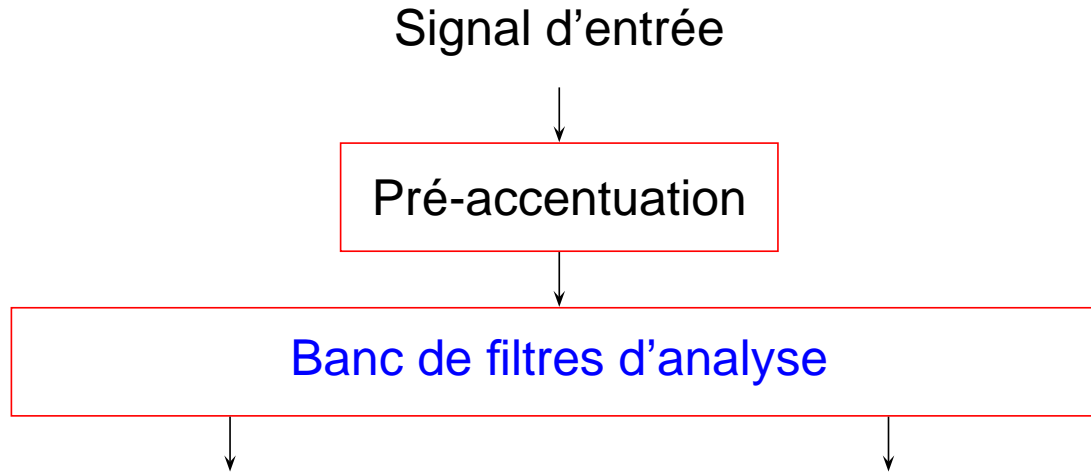 Signal d’entrée
Pré-accentuation
Banc de filtres d’analyse